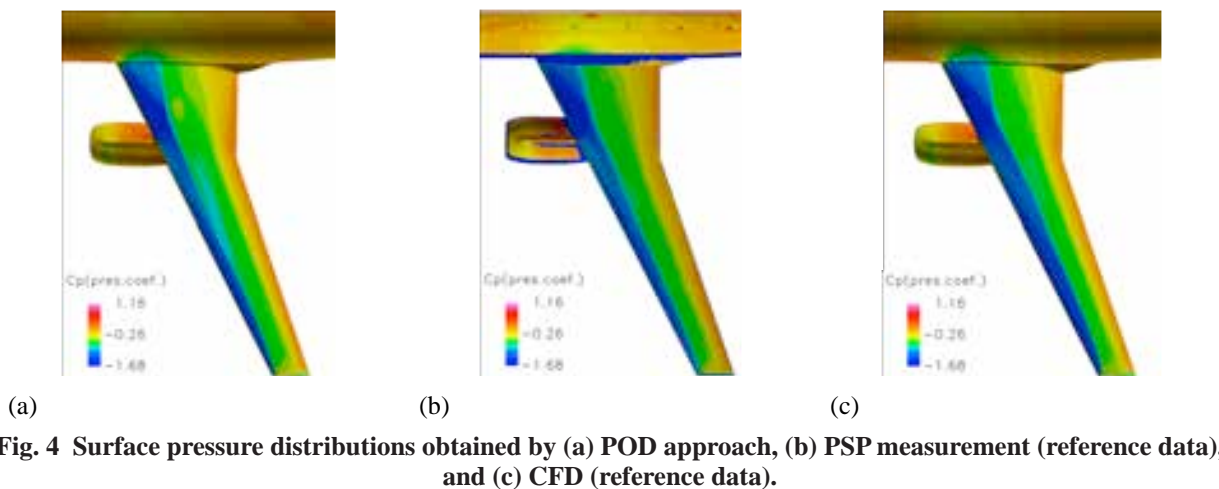 Cp(pres.coef.)
1.16
-0.26
-1.68
Cp(pres.coef.)
1.16
-0.26
-1.68
Cp(pres.coef.)
1.16
-0.26
-1.68
(a) (b) (c)
Fig. 4 Surface pressure distributions obtained by (a) POD approach, (b) PSP measurement (reference data),
and (c) CFD (reference data).